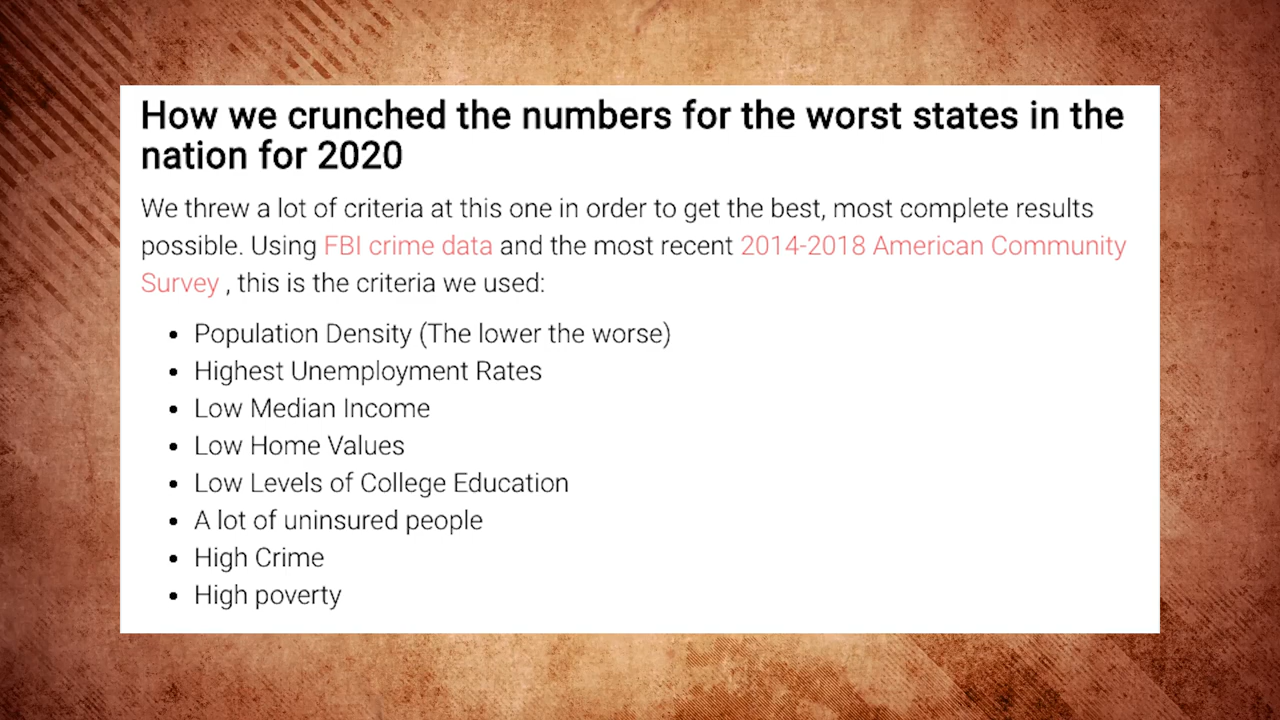 How we crunched the numbers for the worst states in the
nation for 2020
We threw a lot of criteria at this one in order to get the best, most complete results
possible. Using FBI crime data and the most recent 2014-2018 American Community
Survey , this is the criteria we used:
• Population Density (The lower the worse)
• Highest Unemployment Rates
• Low Median Income
• Low Home Values
• Low Levels of College Education
• A lot of uninsured people
• High Crime
• High poverty